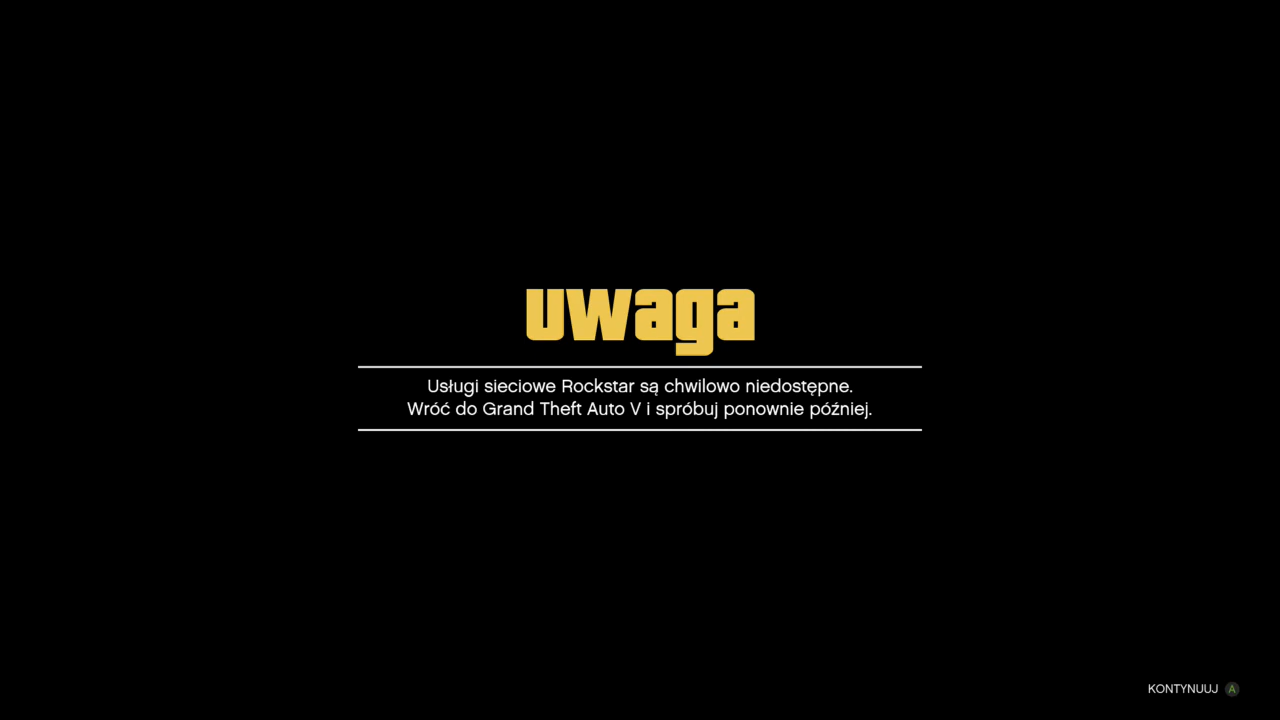 uwaga
Usługi sieciowe Rockstar są chwilowo niedostępne.
Wróć do Grand Theft Auto V i spróbuj ponownie później.
KONTYNUUJ A